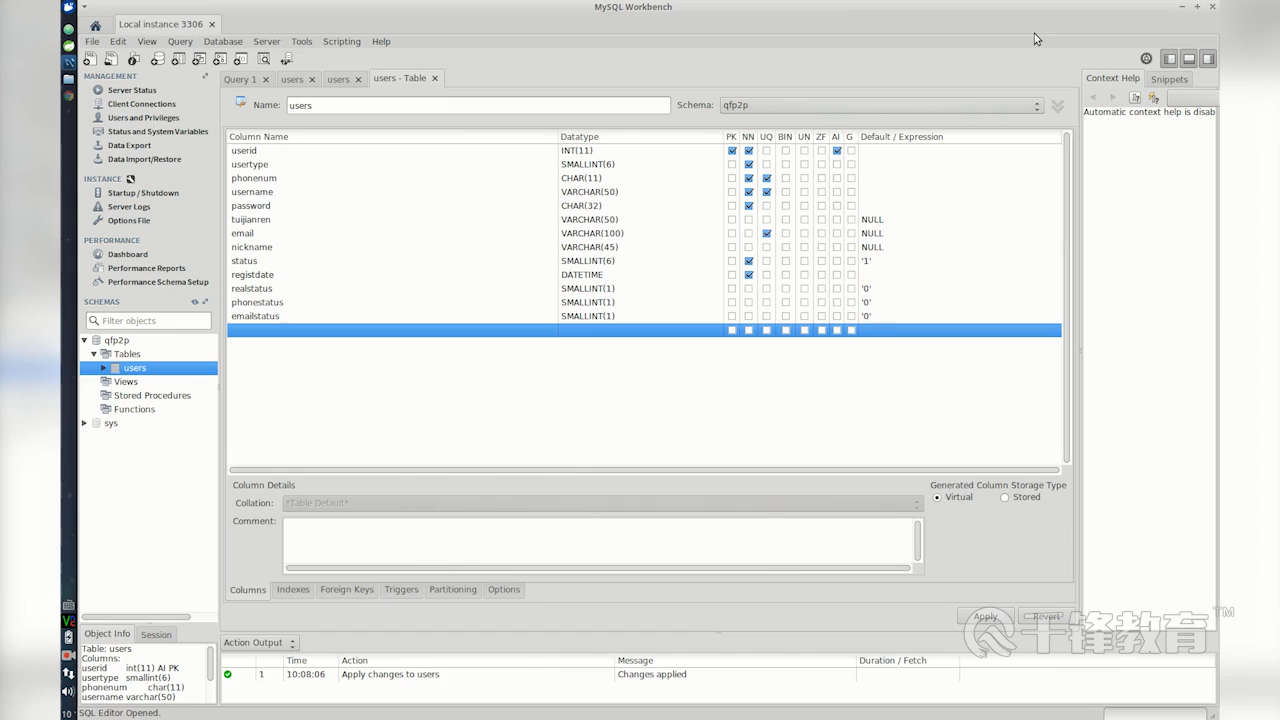 MySQL Workbench
Local instance 3306
File Edit View Query Database Server Tools Scripting Help
MANAGEMENT
Server Status
Client Connections
Users and Privileges
Status and System Variables
Data Export
Data Import/Restore
INSTANCE
Startup / Shutdown
Server Logs
Options File
PERFORMANCE
Dashboard
Performance Reports
Performance Schema Setup
SCHEMAS
Filter objects
qfp2p
Tables
users
Views
Stored Procedures
Functions
sys
Object Info Session
Table: users
Columns:
userid int(11) AI PK
usertype smallint(6)
phonenum char(11)
username varchar(50)
SQL Editor Opened.
Query 1 users users users - Table
Name: users Schema: qfp2p
Column Name Datatype PK NN UQ BIN UN ZF AI G Default / Expression
userid INT(11)
usertype SMALLINT(6)
phonenum CHAR(11)
username VARCHAR(50)
password CHAR(32)
tuijianren VARCHAR(50) NULL
email VARCHAR(100) NULL
nickname VARCHAR(45) NULL
status SMALLINT(6) '1'
registdate DATETIME
realstatus SMALLINT(1) '0'
phonestatus SMALLINT(1) '0'
emailstatus SMALLINT(1) '0'
Column Details
Collation: *Table Default*
Comment:
Generated Column Storage Type
Virtual Stored
Columns Indexes Foreign Keys Triggers Partitioning Options
Apply Revert
千锋教育™
Action Output
Time Action Message Duration / Fetch
1 10:08:06 Apply changes to users Changes applied
Context Help Snippets
Automatic context help is disab